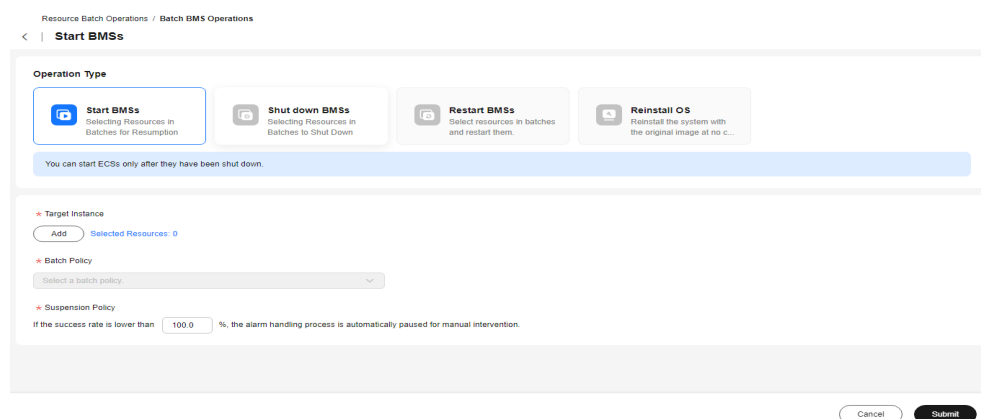 Resource Batch Operations / Batch BMS Operations
< | Start BMSs
Operation Type
Start BMSs
Selecting Resources in
Batches for Resumption
Shut down BMSs
Selecting Resources in
Batches to Shut Down
Restart BMSs
Select resources in batches
and restart them.
Reinstall OS
Reinstall the system with
the original image at no c...
You can start ECSs only after they have been shut down.
* Target Instance
Add Selected Resources: 0
* Batch Policy
Select a batch policy.
* Suspension Policy
If the success rate is lower than 100.0 %, the alarm handling process is automatically paused for manual intervention.
Cancel Submit